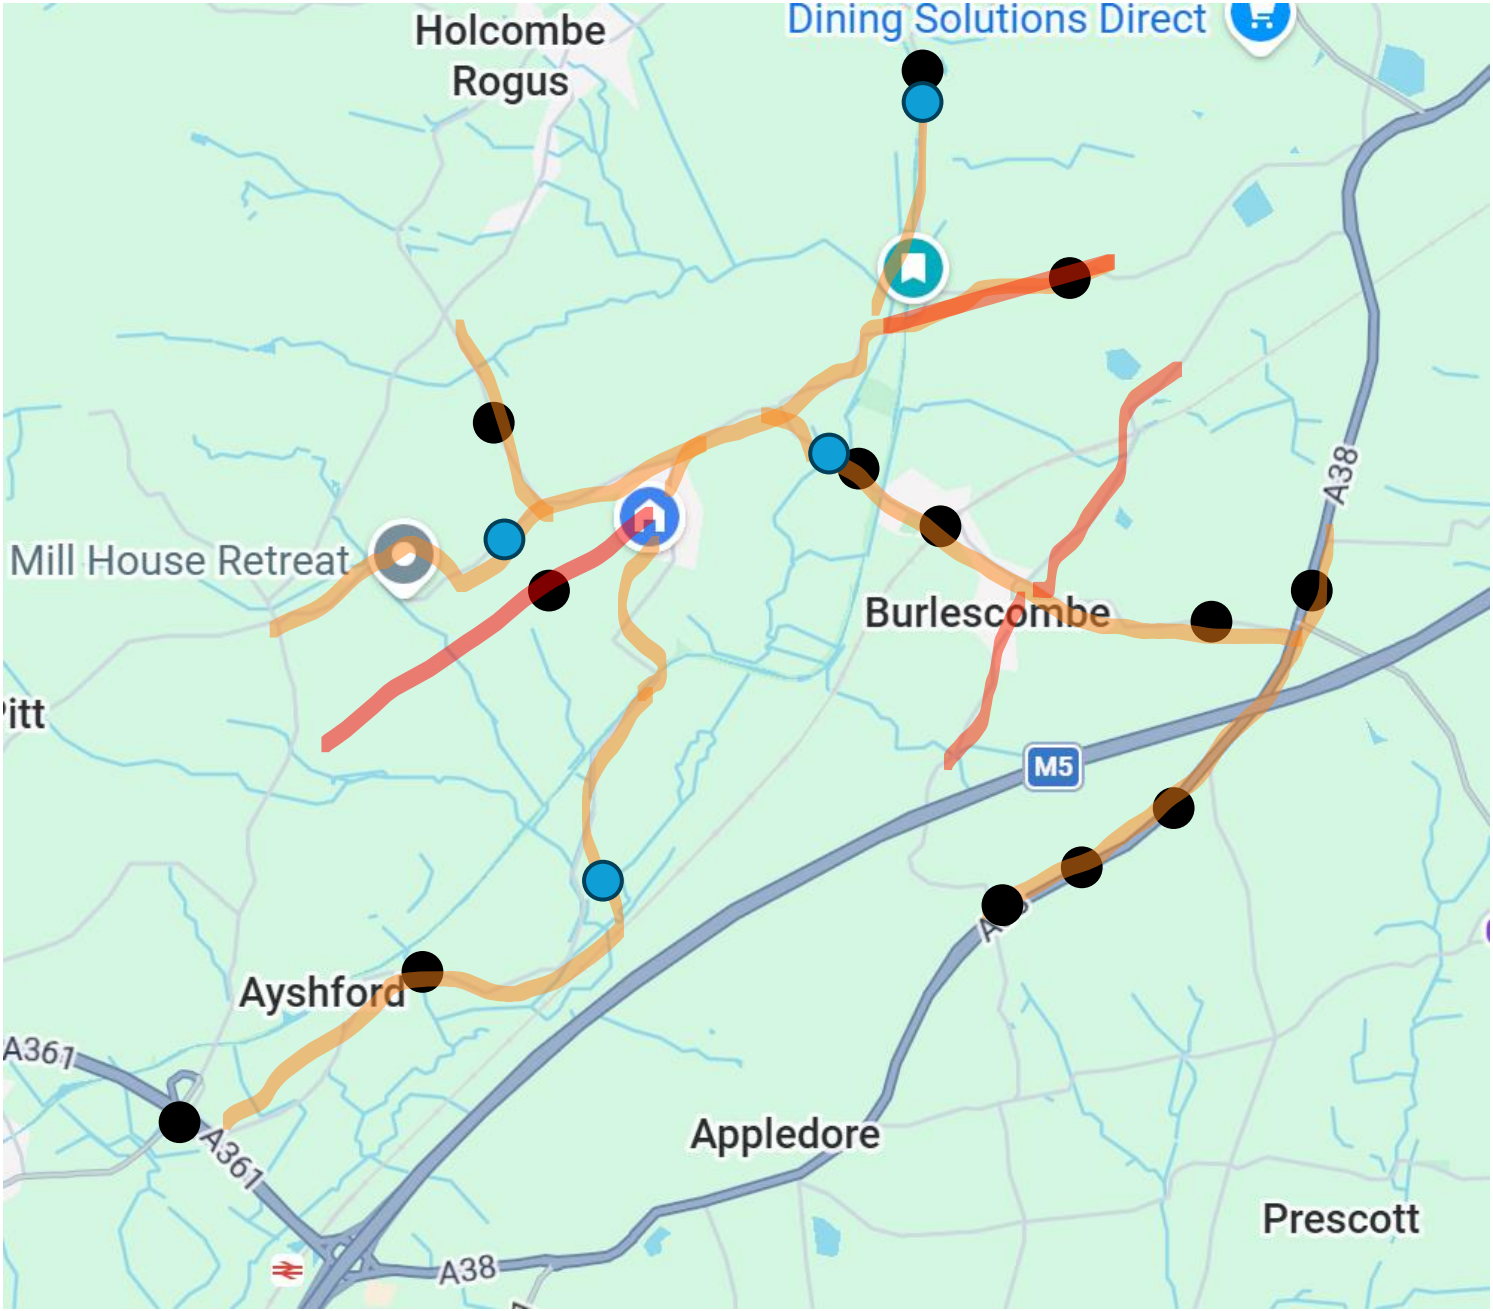 Dining Solutions Direct
Holcombe
Rogus
A38
Mill House Retreat
Burlescombe
itt
M5
Ayshford
A361
A361
Appledore
Prescott
A38